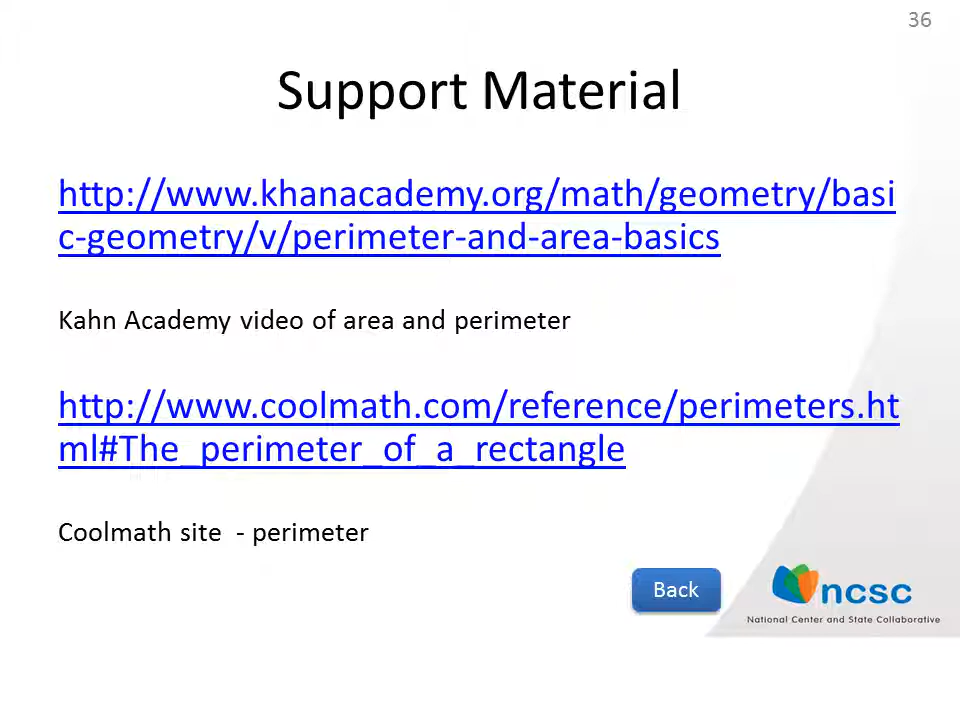 36
Support Material
http://www.khanacademy.org/math/geometry/basi
c-geometry/v/perimeter-and-area-basics
Kahn Academy video of area and perimeter
http://www.coolmath.com/reference/perimeters.ht
ml#The_perimeter_of_a_rectangle
Coolmath site  - perimeter
Back
ncsc
National Center and State Collaborative